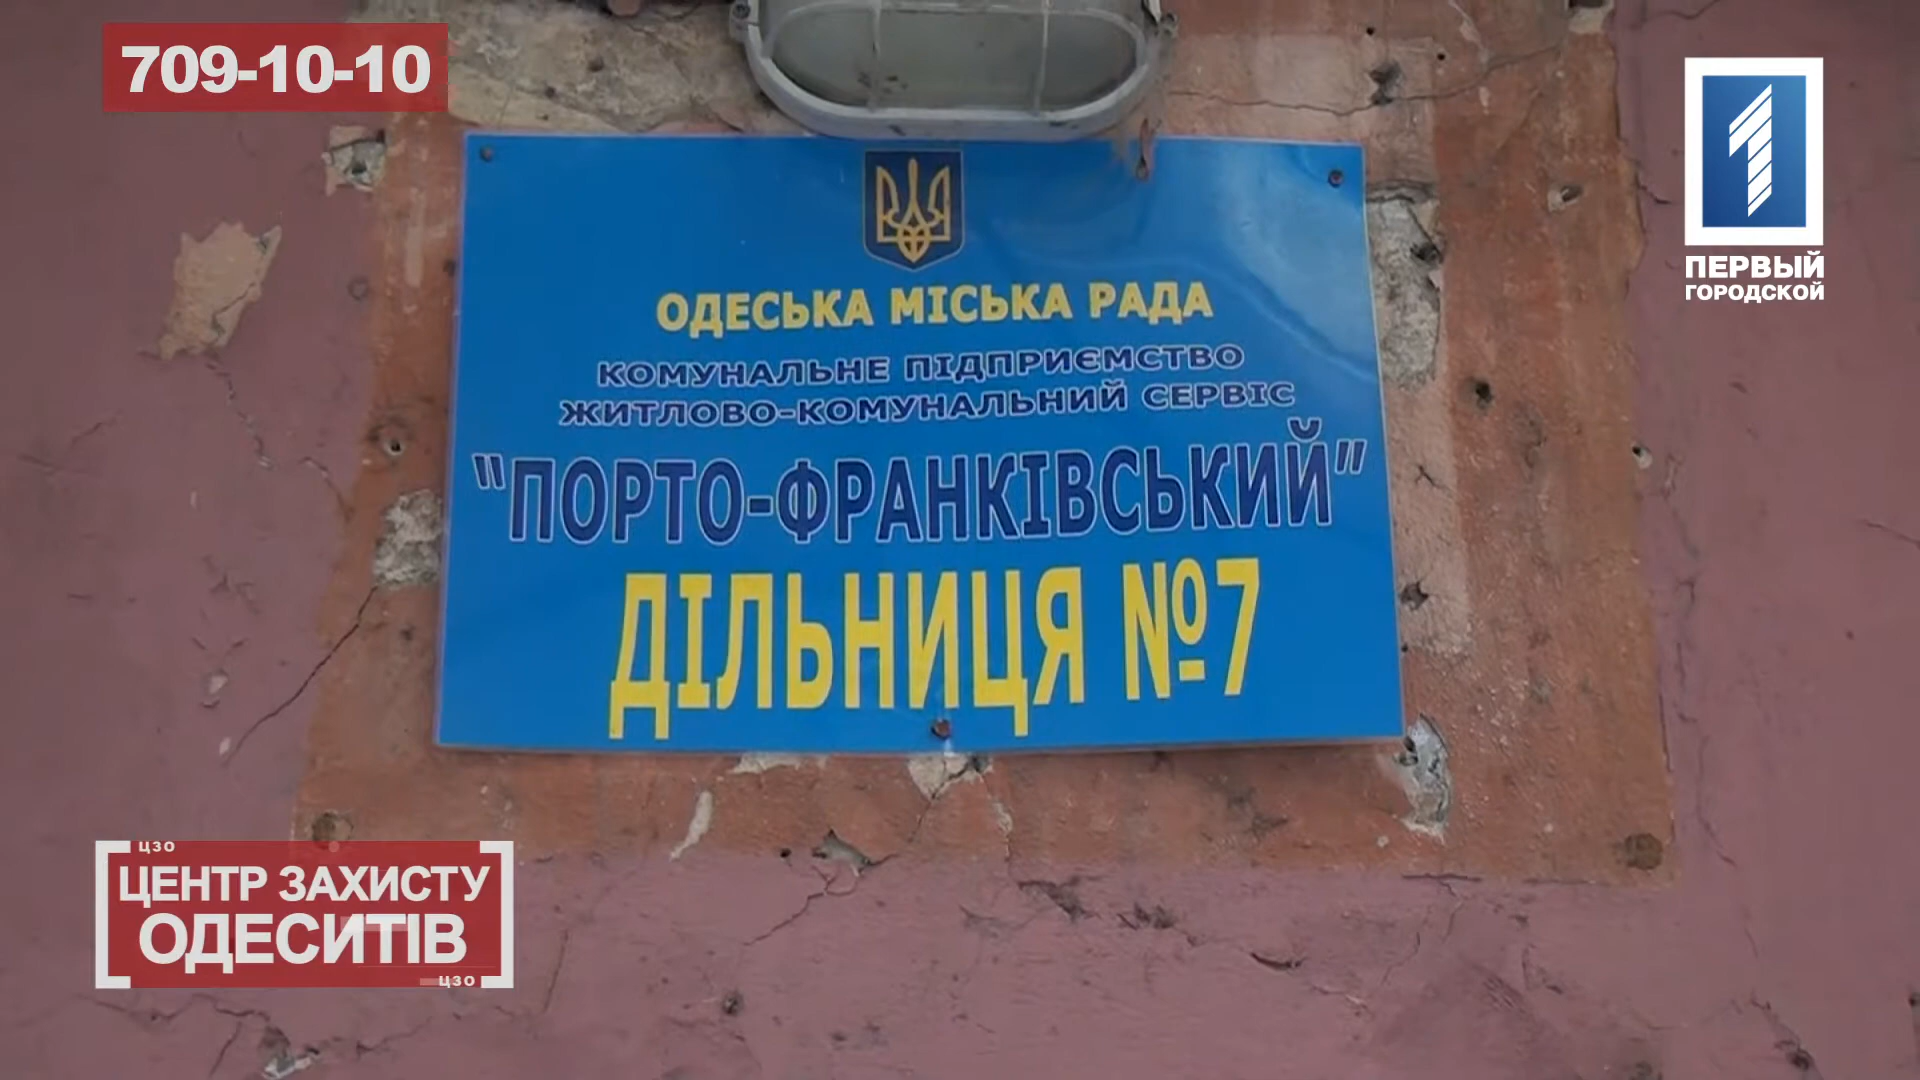 709-10-10
ПЕРВЫЙ
ГОРОДСКОЙ
ОДЕСЬКА МІСЬКА РАДА
КОМУНАЛЬНЕ ПІДПРИЄМСТВО
ЖИТЛОВО-КОМУНАЛЬНИЙ СЕРВІС
"ПОРТО-ФРАНКІВСЬКИЙ"
ДІЛЬНИЦЯ №7
ЦЗО
ЦЕНТР ЗАХИСТУ
ОДЕСИТІВ
ЦЗО